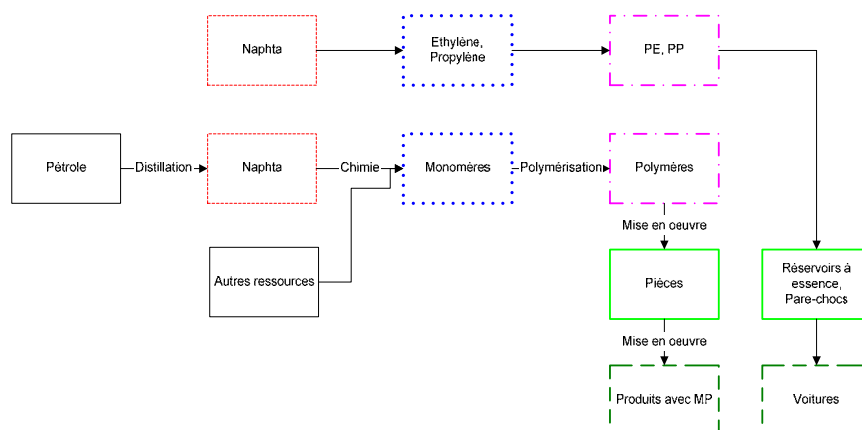 Naphta
Ethylène,
Propylène
PE, PP
Pétrole
Distillation
Naphta
Chimie
Monomères
Polymérisation
Polymères
Mise en oeuvre
Autres ressources
Pièces
Réservoirs à
essence,
Pare-chocs
Mise en oeuvre
Produits avec MP
Voitures